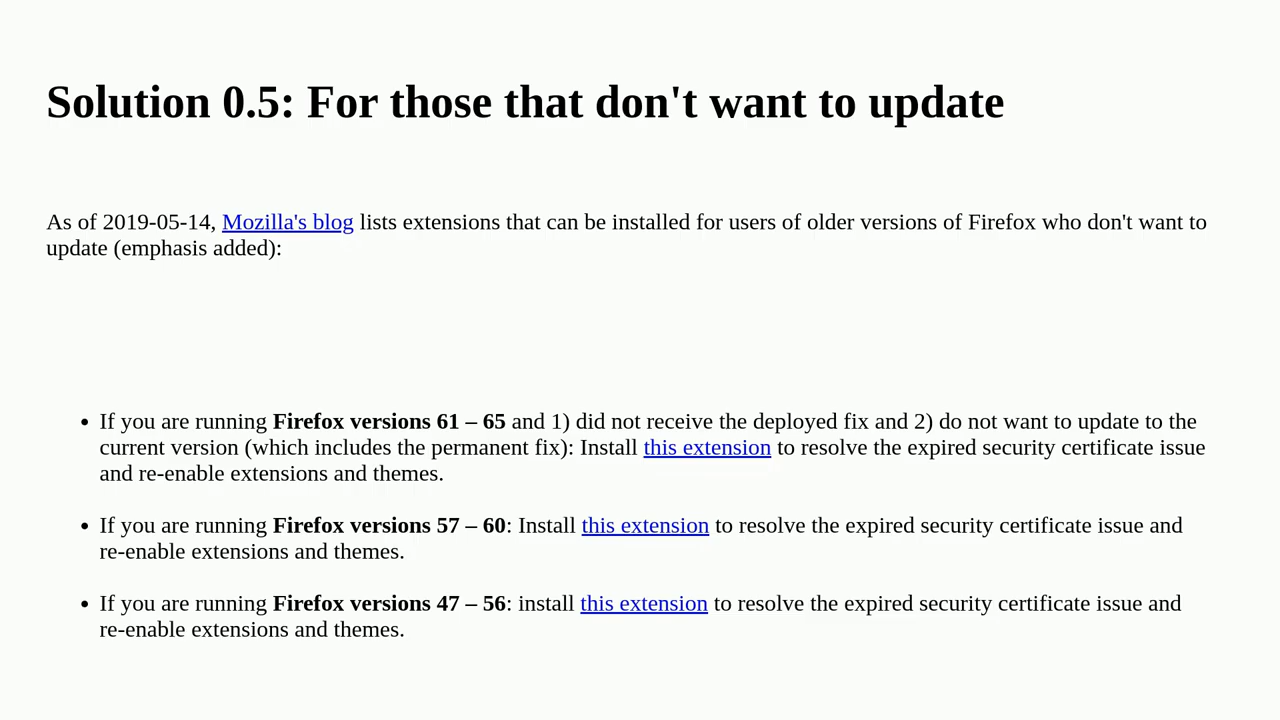 Solution 0.5: For those that don't want to update
As of 2019-05-14, Mozilla's blog lists extensions that can be installed for users of older versions of Firefox who don't want to
update (emphasis added):
• If you are running Firefox versions 61 – 65 and 1) did not receive the deployed fix and 2) do not want to update to the
current version (which includes the permanent fix): Install this extension to resolve the expired security certificate issue
and re-enable extensions and themes.
• If you are running Firefox versions 57 – 60: Install this extension to resolve the expired security certificate issue and
re-enable extensions and themes.
• If you are running Firefox versions 47 – 56: install this extension to resolve the expired security certificate issue and
re-enable extensions and themes.